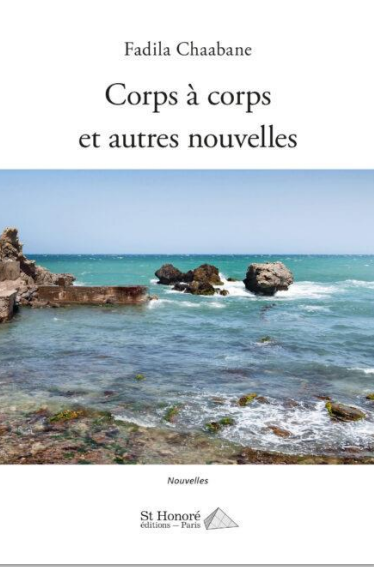 Fadila Chaabane
Corps à corps
et autres nouvelles
Nouvelles
St Honoré
éditions — Paris